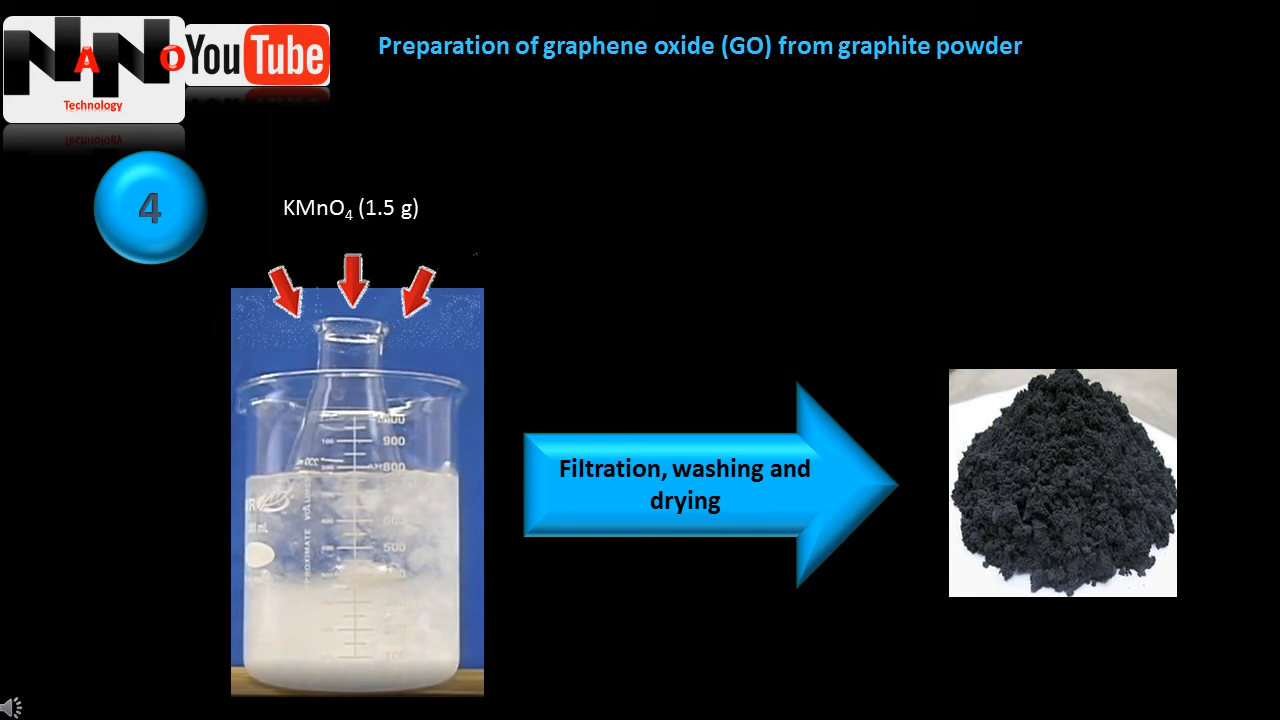 NANO YouTube
Technology
Preparation of graphene oxide (GO) from graphite powder
4
KMnO₄ (1.5 g)
900
800
500
Filtration, washing and
drying